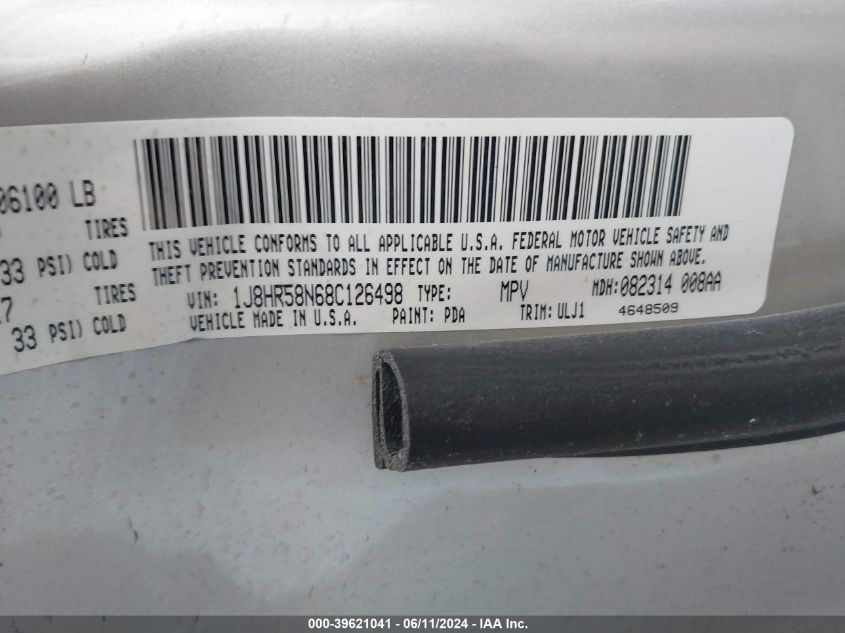 06100 LB
TIRES
33 PSI) COLD
TIRES
33 PSI) COLD
THIS VEHICLE CONFORMS TO ALL APPLICABLE U.S.A. FEDERAL MOTOR VEHICLE SAFETY AND
THEFT PREVENTION STANDARDS IN EFFECT ON THE DATE OF MANUFACTURE SHOWN ABOVE.
VIN: 1J8HR58N68C126498 TYPE: MPV MDH:082314 008AA
VEHICLE MADE IN U.S.A. PAINT: PDA TRIM:ULJ1 4648509
000-39621041 - 06/11/2024 - IAA Inc.